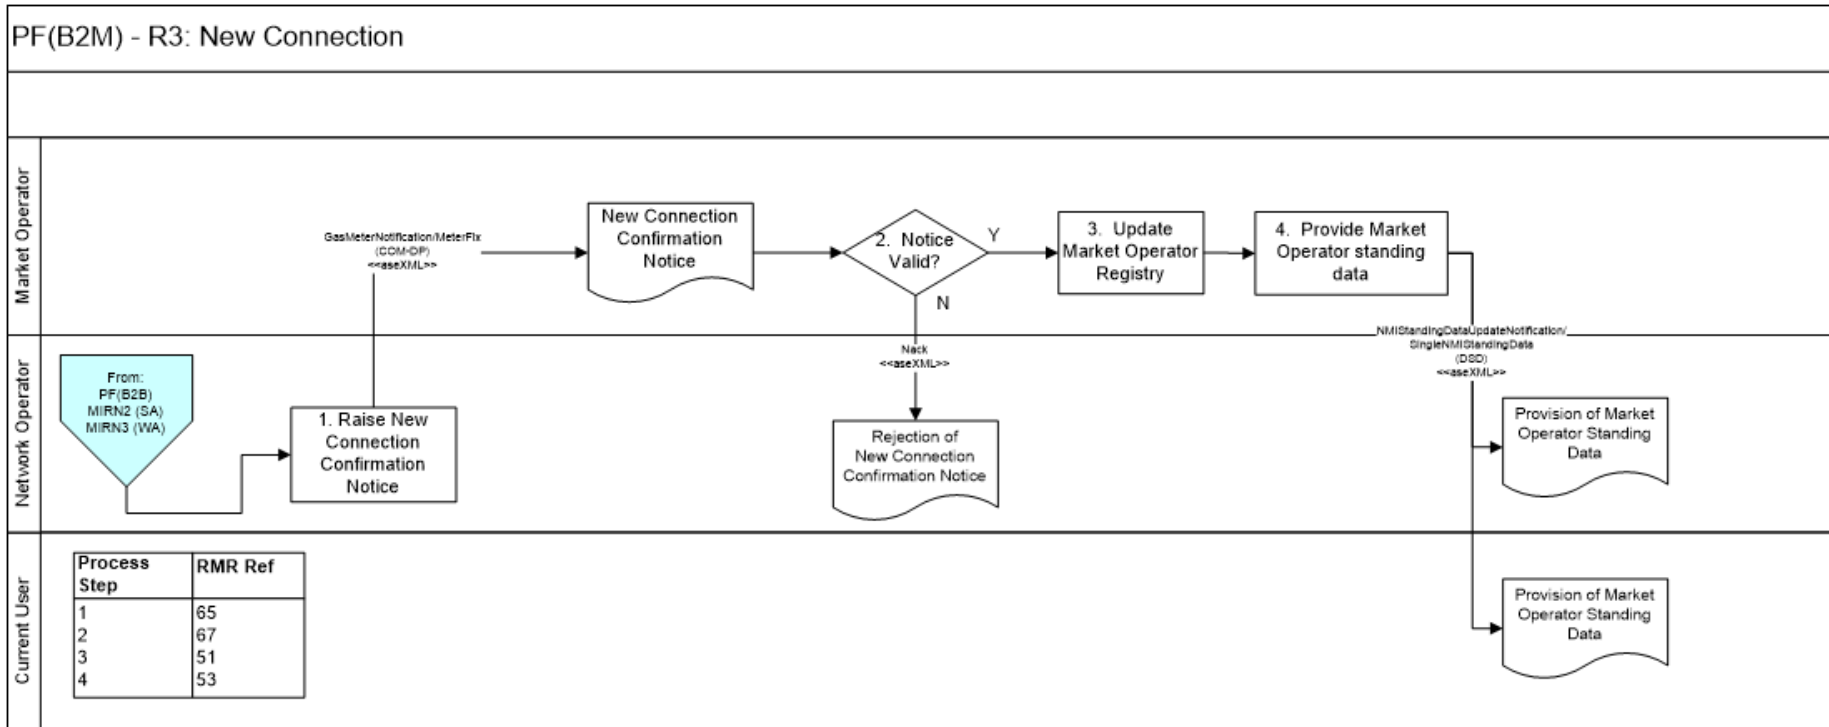 PF(B2M) - R3: New Connection
Market Operator
GasMeterNotification/MeterFix
(COM-DP)
<<aseXML>>
New Connection
Confirmation
Notice
2. Notice
Valid?
Y
N
3. Update
Market Operator
Registry
4. Provide Market
Operator standing
data
Network Operator
From:
PF(B2B)
MIRN2 (SA)
MIRN3 (WA)
1. Raise New
Connection
Confirmation
Notice
Nack
<<aseXML>>
Rejection of
New Connection
Confirmation Notice
NMIStandingDataUpdateNotification/
SingleNMIStandingData
(DSD)
<<aseXML>>
Provision of Market
Operator Standing
Data
Current User
Process
Step
RMR Ref
1 65
2 67
3 51
4 53
Provision of Market
Operator Standing
Data